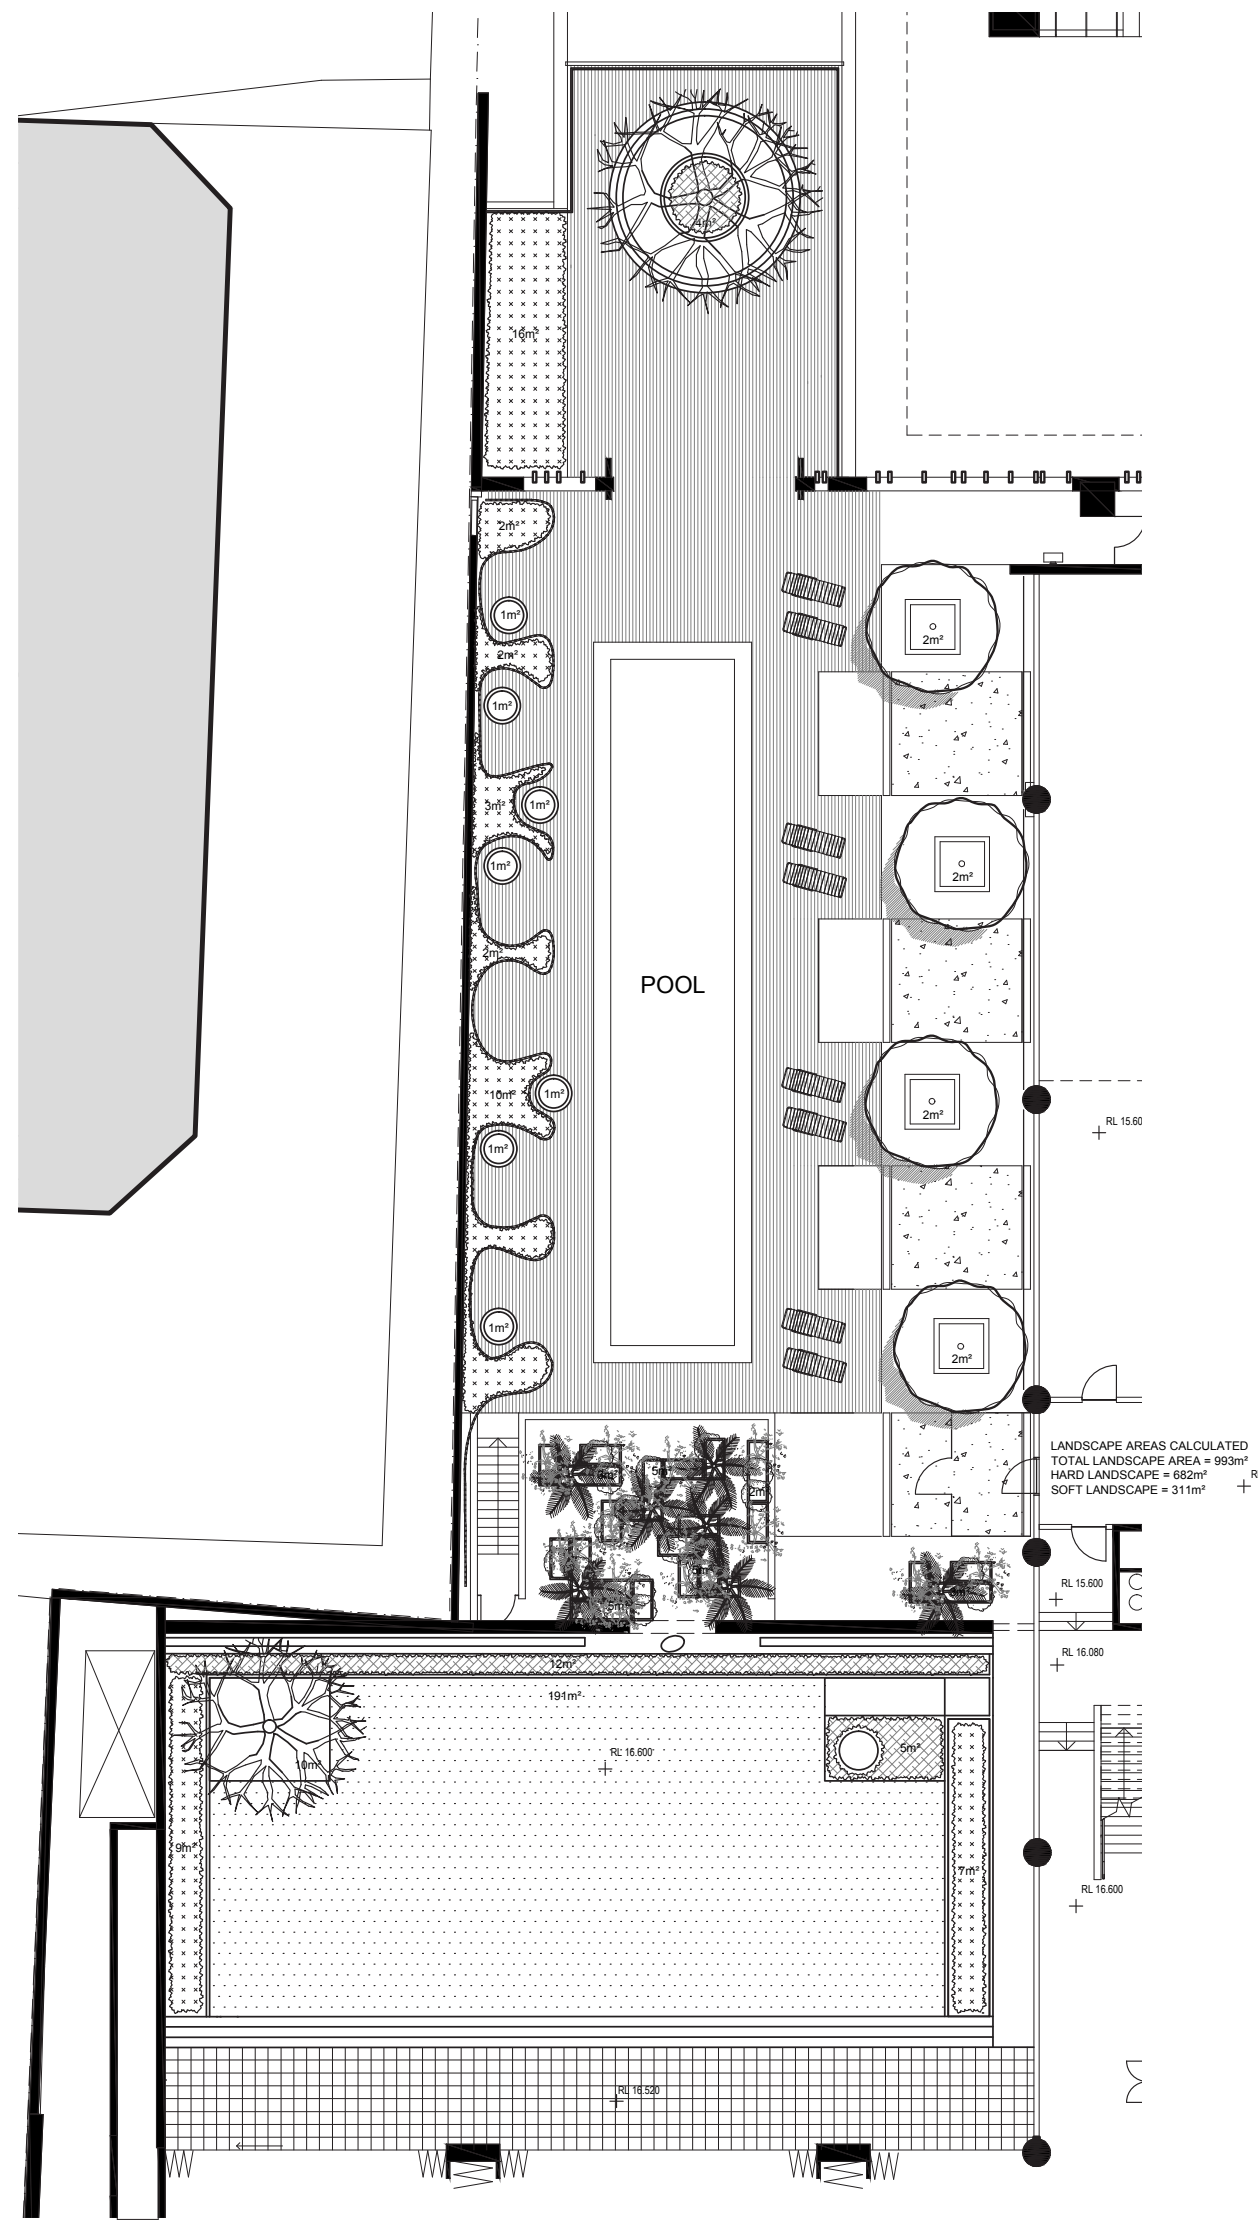 4m²
16m²
2m²
1m²
2m²
2m²
1m²
3m²
1m²
1m²
2m²
2m²
POOL
10m²
1m²
2m²
RL 15.60
1m²
1m²
2m²
LANDSCAPE AREAS CALCULATED
TOTAL LANDSCAPE AREA = 993m²
HARD LANDSCAPE = 682m²
SOFT LANDSCAPE = 311m²
R
5m²
2m²
RL 15.600
5m²
12m²
RL 16.080
191m²
RL 16.600
5m²
10m²
9m²
7m²
RL 16.600
RL 16.520